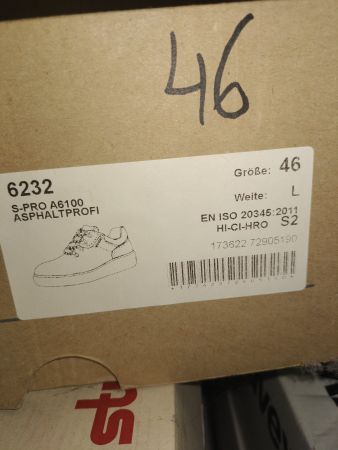 46
6232
S-PRO A6100
ASPHALTPROFI
Größe: 46
Weite: L
EN ISO 20345:2011
HI-CI-HRO S2
173622 72905190